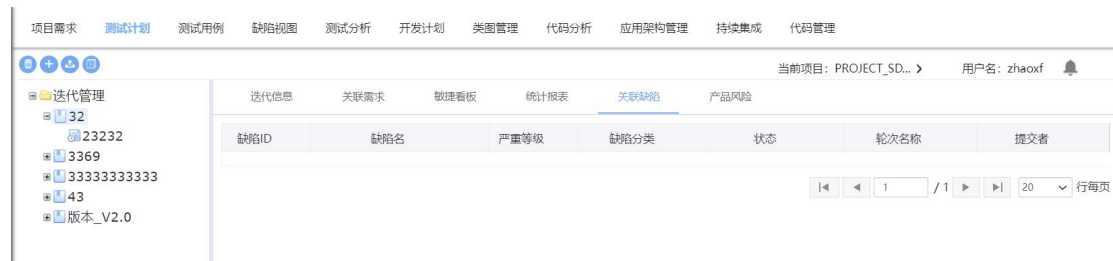 项目需求 测试计划 测试用例 缺陷视图 测试分析 开发计划 类图管理 代码分析 应用架构管理 持续集成 代码管理
当前项目：PROJECT_SD... 用户名：zhaoxf
迭代管理
32
23232
3369
33333333333
43
版本_V2.0
迭代信息 关联需求 敏捷看板 统计报表 关联缺陷 产品风险
缺陷ID 缺陷名 严重等级 缺陷分类 状态 轮次名称 提交者
1 / 1 20 行每页